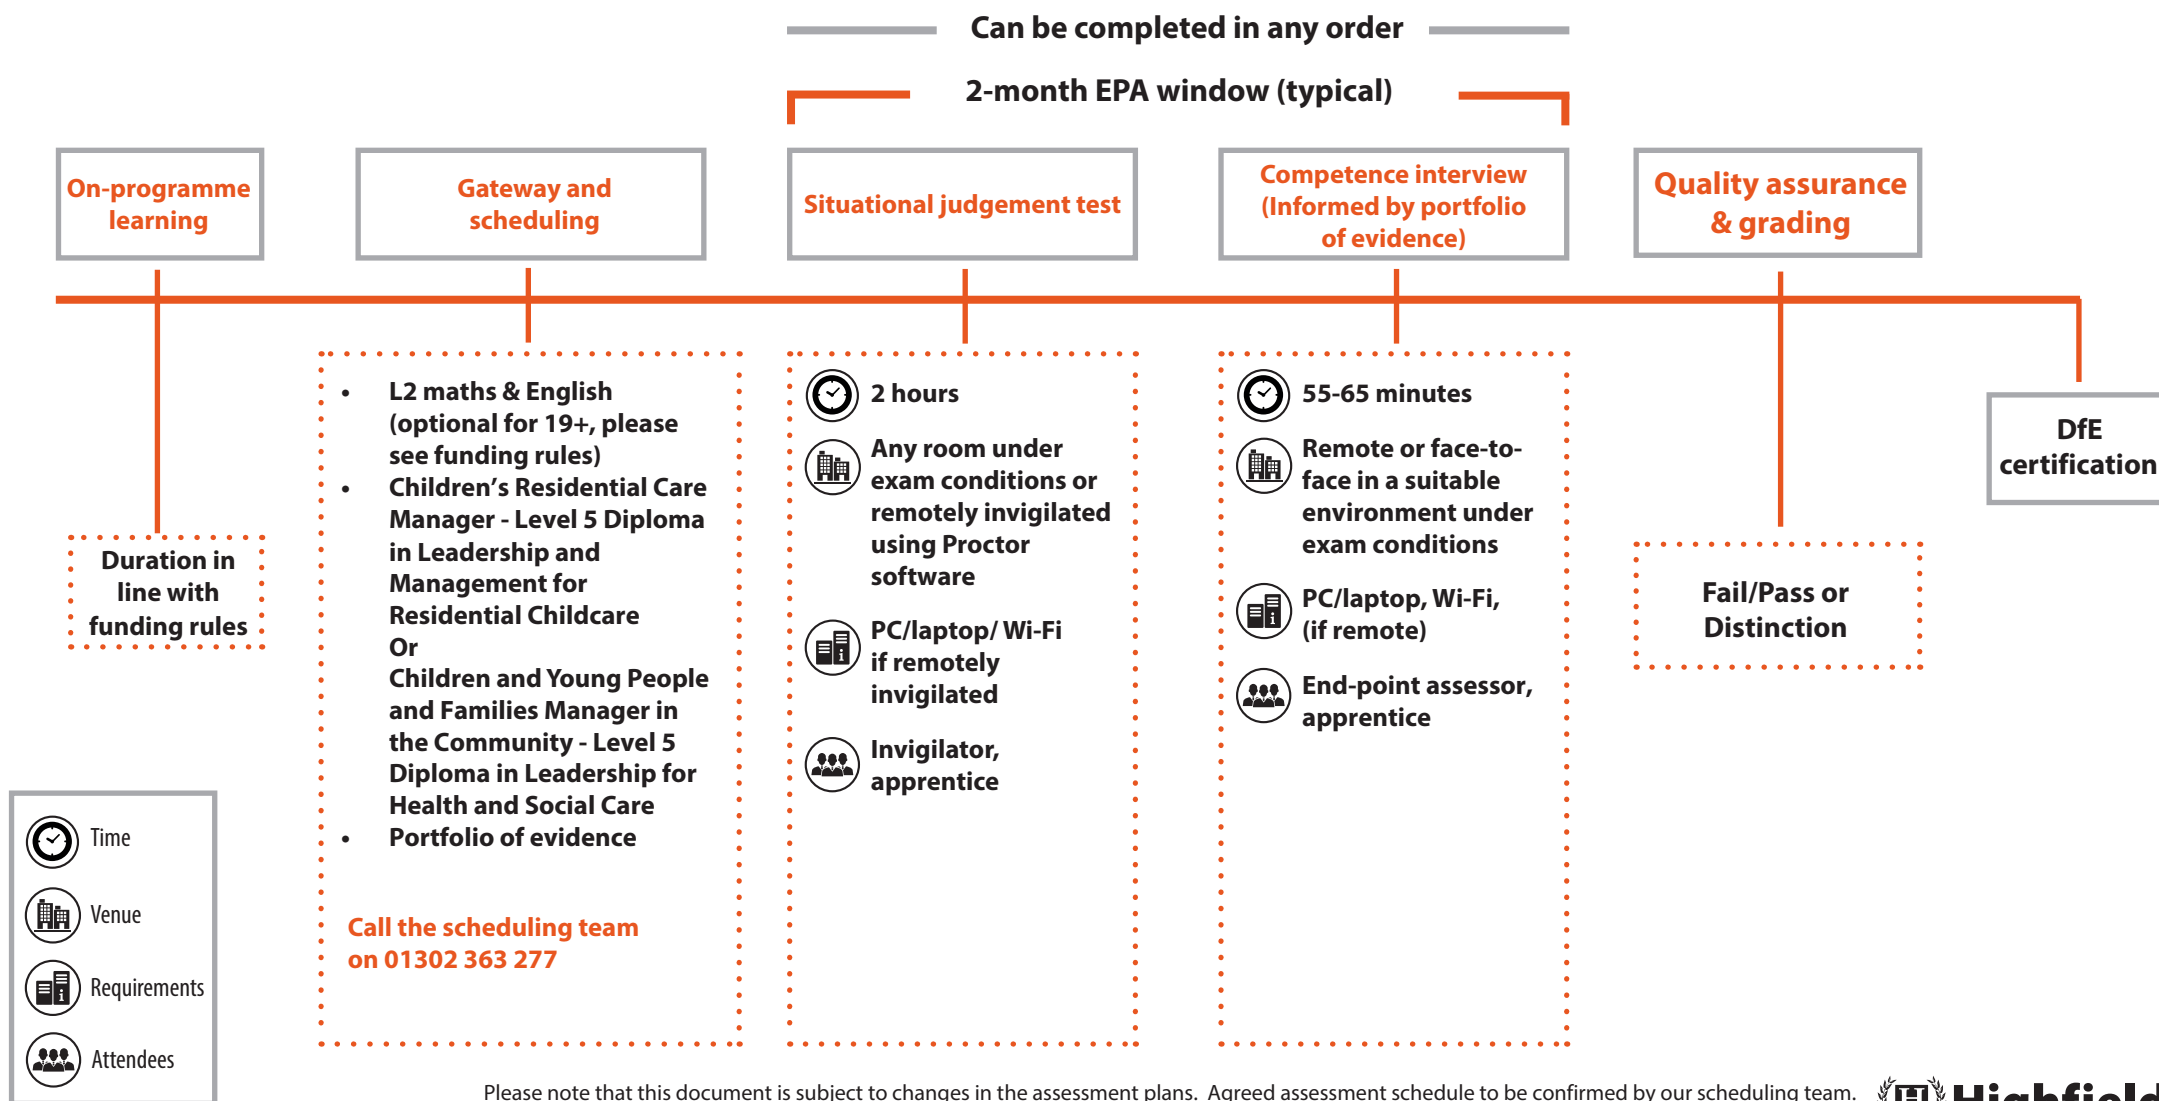 Can be completed in any order
2-month EPA window (typical)
On-programme
learning
Gateway and
scheduling
Situational judgement test
Competence interview
(Informed by portfolio
of evidence)
Quality assurance
& grading
Duration in
line with
funding rules
• L2 maths & English
(optional for 19+, please
see funding rules)
• Children’s Residential Care
Manager - Level 5 Diploma
in Leadership and
Management for
Residential Childcare
Or
Children and Young People
and Families Manager in
the Community - Level 5
Diploma in Leadership for
Health and Social Care
• Portfolio of evidence
Call the scheduling team
on 01302 363 277
2 hours
Any room under
exam conditions or
remotely invigilated
using Proctor
software
PC/laptop/ Wi-Fi
if remotely
invigilated
Invigilator,
apprentice
55-65 minutes
Remote or face-to-
face in a suitable
environment under
exam conditions
PC/laptop, Wi-Fi,
(if remote)
End-point assessor,
apprentice
Fail/Pass or
Distinction
DfE
certification
Time
Venue
Requirements
Attendees
Please note that this document is subject to changes in the assessment plans.  Agreed assessment schedule to be confirmed by our scheduling team.
Highfield